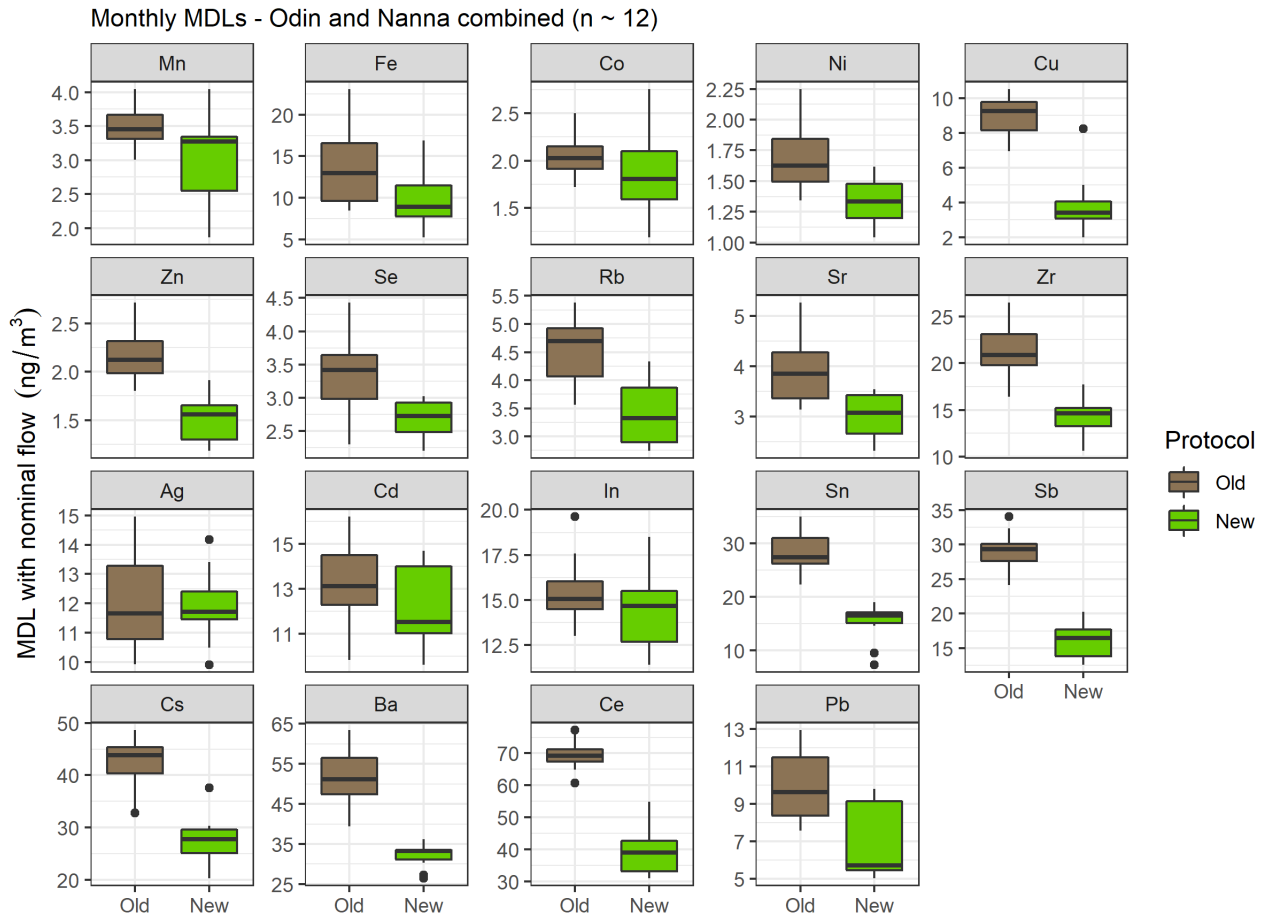 Monthly MDLs - Odin and Nanna combined (n ~ 12)
Mn Fe Co Ni Cu
4.0 3.5 3.0 2.5 2.0
20 15 10 5
2.5 2.0 1.5
2.25 2.00 1.75 1.50 1.25 1.00
10 8 6 4 2
Zn Se Rb Sr Zr
2.5 2.0 1.5
4.5 4.0 3.5 3.0 2.5
5.5 5.0 4.5 4.0 3.5 3.0
5 4 3
25 20 15 10
MDL with nominal flow (ng/m³)
Ag Cd In Sn Sb
15 14 13 12 11 10
15 13 11
20.0 17.5 15.0 12.5
30 20 10
35 30 25 20 15
Old New
Cs Ba Ce Pb
50 40 30 20
65 55 45 35 25
70 60 50 40 30
13 11 9 7 5
Old New Old New Old New Old New
Protocol
Old
New